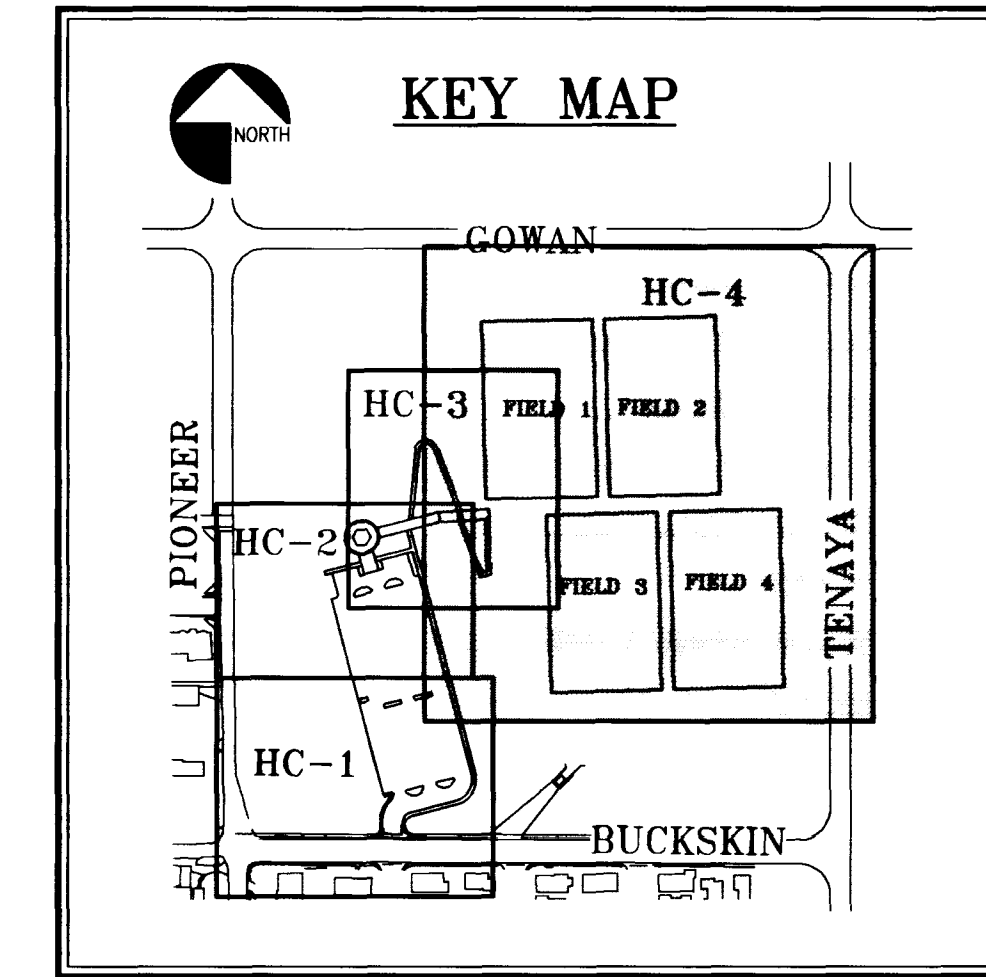 KEY MAP
NORTH
GOWAN
HC-4
HC-3
FIELD 1
FIELD 2
PIONEER
HC-2
TENAYA
FIELD 3
FIELD 4
HC-1
BUCKSKIN